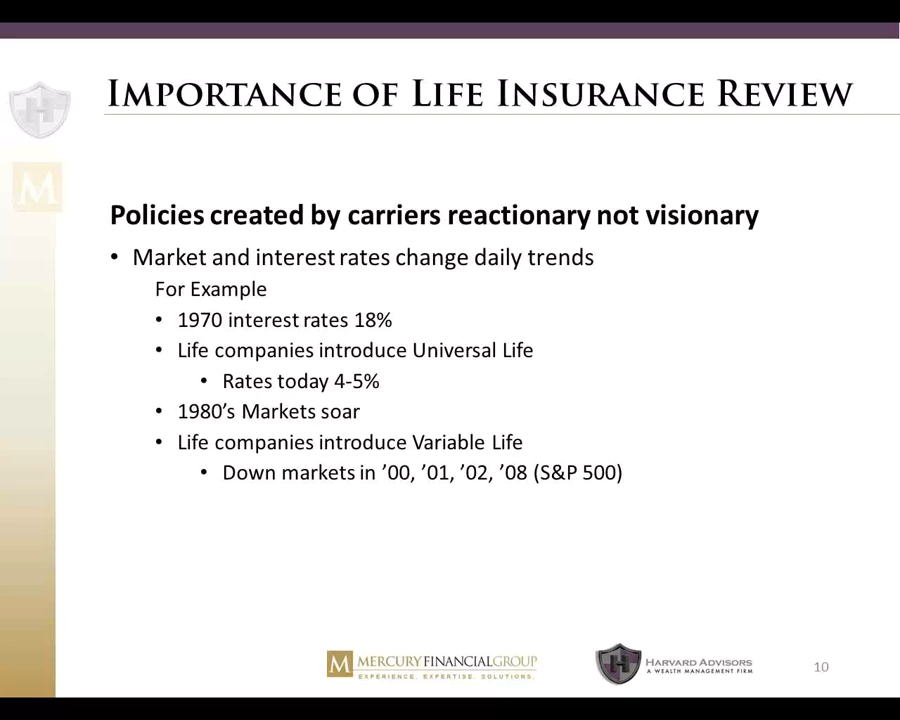 IMPORTANCE OF LIFE INSURANCE REVIEW
H
M
Policies created by carriers reactionary not visionary
• Market and interest rates change daily trends
For Example
• 1970 interest rates 18%
• Life companies introduce Universal Life
• Rates today 4-5%
• 1980’s Markets soar
• Life companies introduce Variable Life
• Down markets in ’00, ’01, ’02, ’08 (S&P 500)
M MERCURYFINANCIALGROUP
EXPERIENCE. EXPERTISE. SOLUTIONS.
H HARVARD ADVISORS
A WEALTH MANAGEMENT FIRM
10